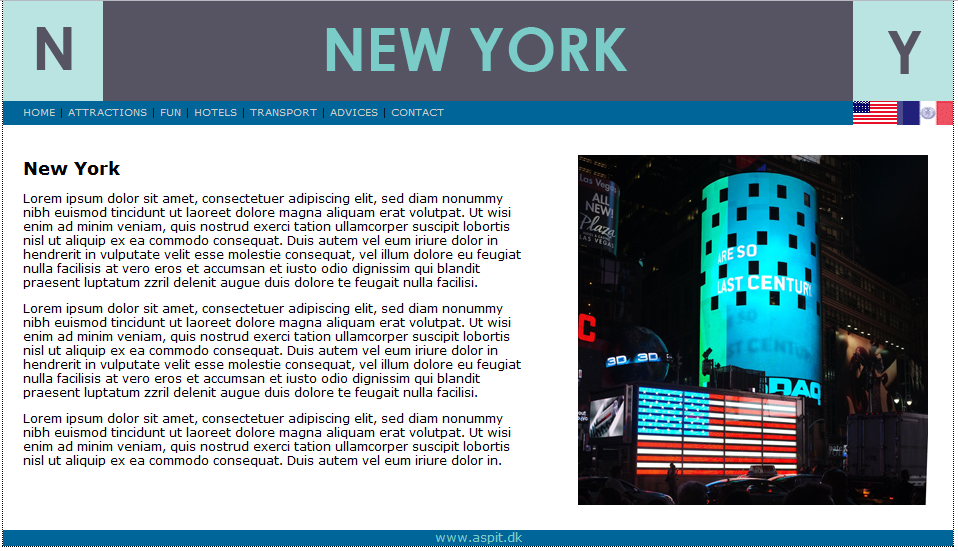 N
NEW YORK
Y
HOME | ATTRACTIONS | FUN | HOTELS | TRANSPORT | ADVICES | CONTACT
New York
Lorem ipsum dolor sit amet, consectetuer adipiscing elit, sed diam nonummy
nibh euismod tincidunt ut laoreet dolore magna aliquam erat volutpat. Ut wisi
enim ad minim veniam, quis nostrud exerci tation ullamcorper suscipit lobortis
nisl ut aliquip ex ea commodo consequat. Duis autem vel eum iriure dolor in
hendrerit in vulputate velit esse molestie consequat, vel illum dolore eu feugiat
nulla facilisis at vero eros et accumsan et iusto odio dignissim qui blandit
praesent luptatum zzril delenit augue duis dolore te feugait nulla facilisi.
Lorem ipsum dolor sit amet, consectetuer adipiscing elit, sed diam nonummy
nibh euismod tincidunt ut laoreet dolore magna aliquam erat volutpat. Ut wisi
enim ad minim veniam, quis nostrud exerci tation ullamcorper suscipit lobortis
nisl ut aliquip ex ea commodo consequat. Duis autem vel eum iriure dolor in
hendrerit in vulputate velit esse molestie consequat, vel illum dolore eu feugiat
nulla facilisis at vero eros et accumsan et iusto odio dignissim qui blandit
praesent luptatum zzril delenit augue duis dolore te feugait nulla facilisi.
Lorem ipsum dolor sit amet, consectetuer adipiscing elit, sed diam nonummy
nibh euismod tincidunt ut laoreet dolore magna aliquam erat volutpat. Ut wisi
enim ad minim veniam, quis nostrud exerci tation ullamcorper suscipit lobortis
nisl ut aliquip ex ea commodo consequat. Duis autem vel eum iriure dolor in.
Las Vegas
ALL
NEW!
Plaza
LAS VEGAS
ARE SO
LAST CENTURY
C
3D 3D
DAQ
www.aspit.dk